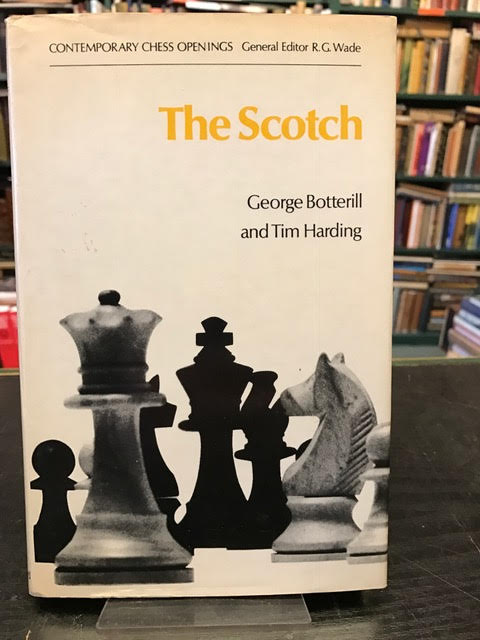 CONTEMPORARY CHESS OPENINGS General Editor R. G. Wade
The Scotch
George Botterill
and Tim Harding